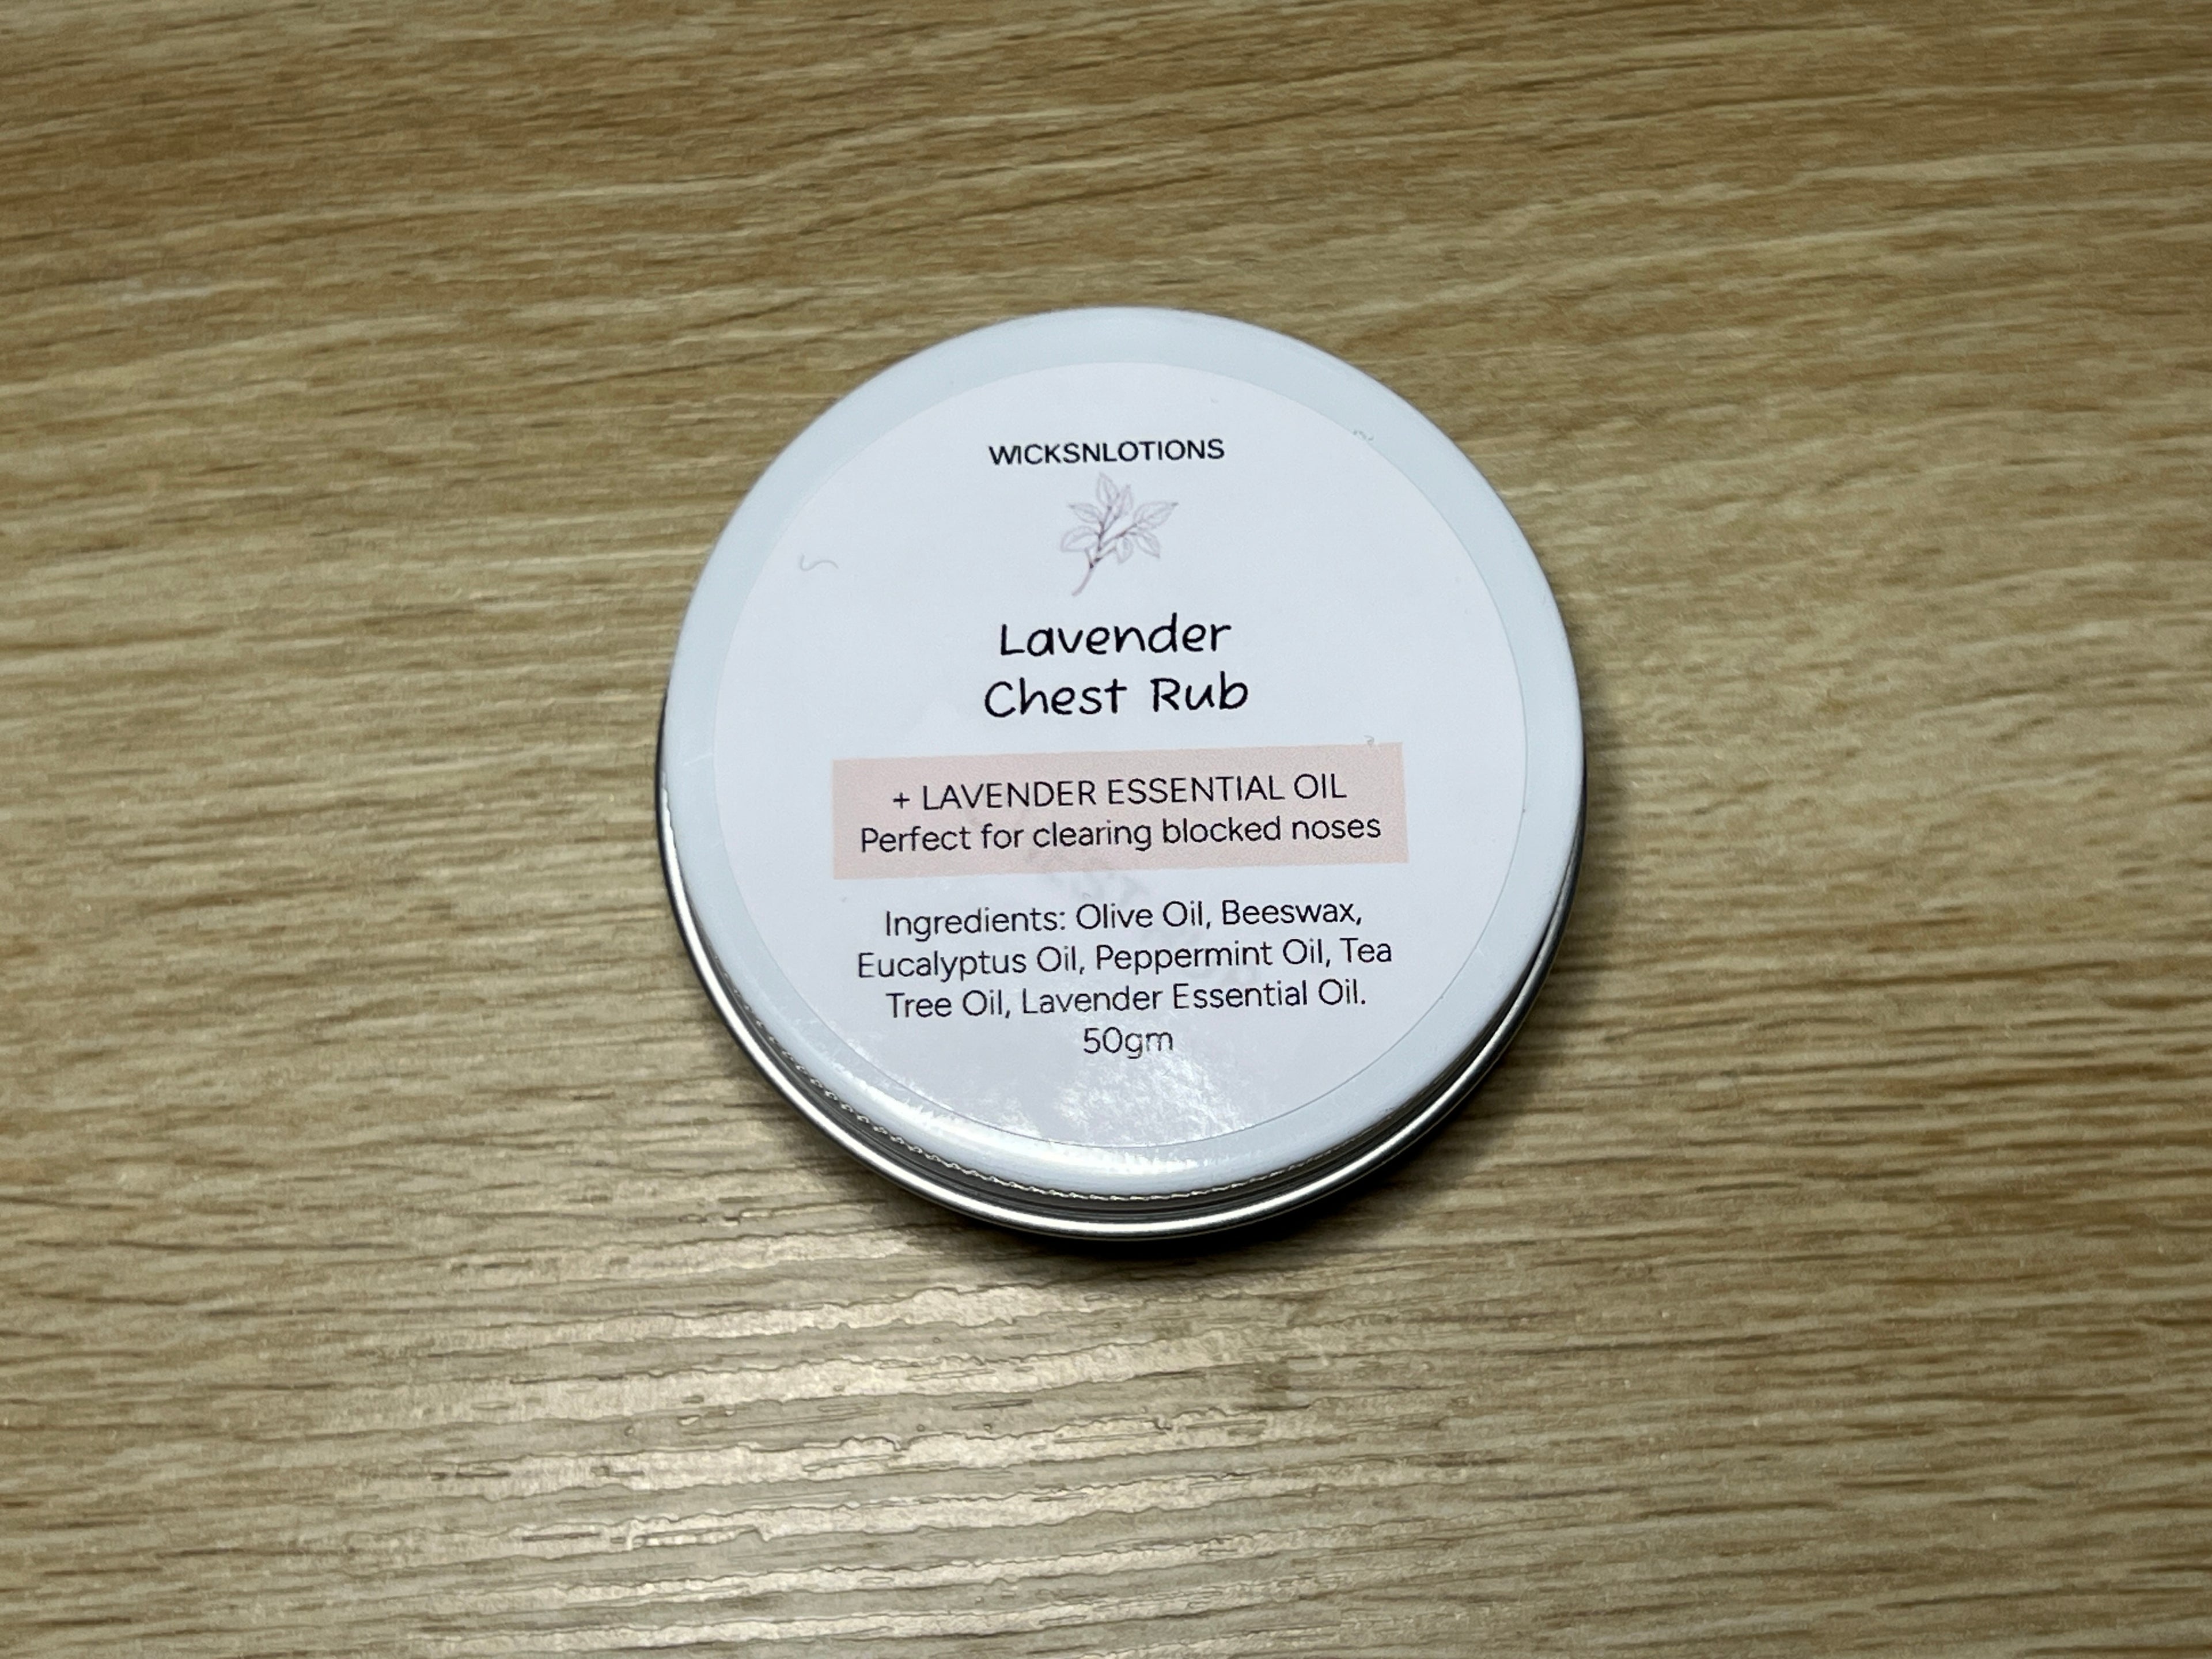 WICKSNLOTIONS
Lavender
Chest Rub
+ LAVENDER ESSENTIAL OIL
Perfect for clearing blocked noses
Ingredients: Olive Oil, Beeswax,
Eucalyptus Oil, Peppermint Oil, Tea
Tree Oil, Lavender Essential Oil.
50gm